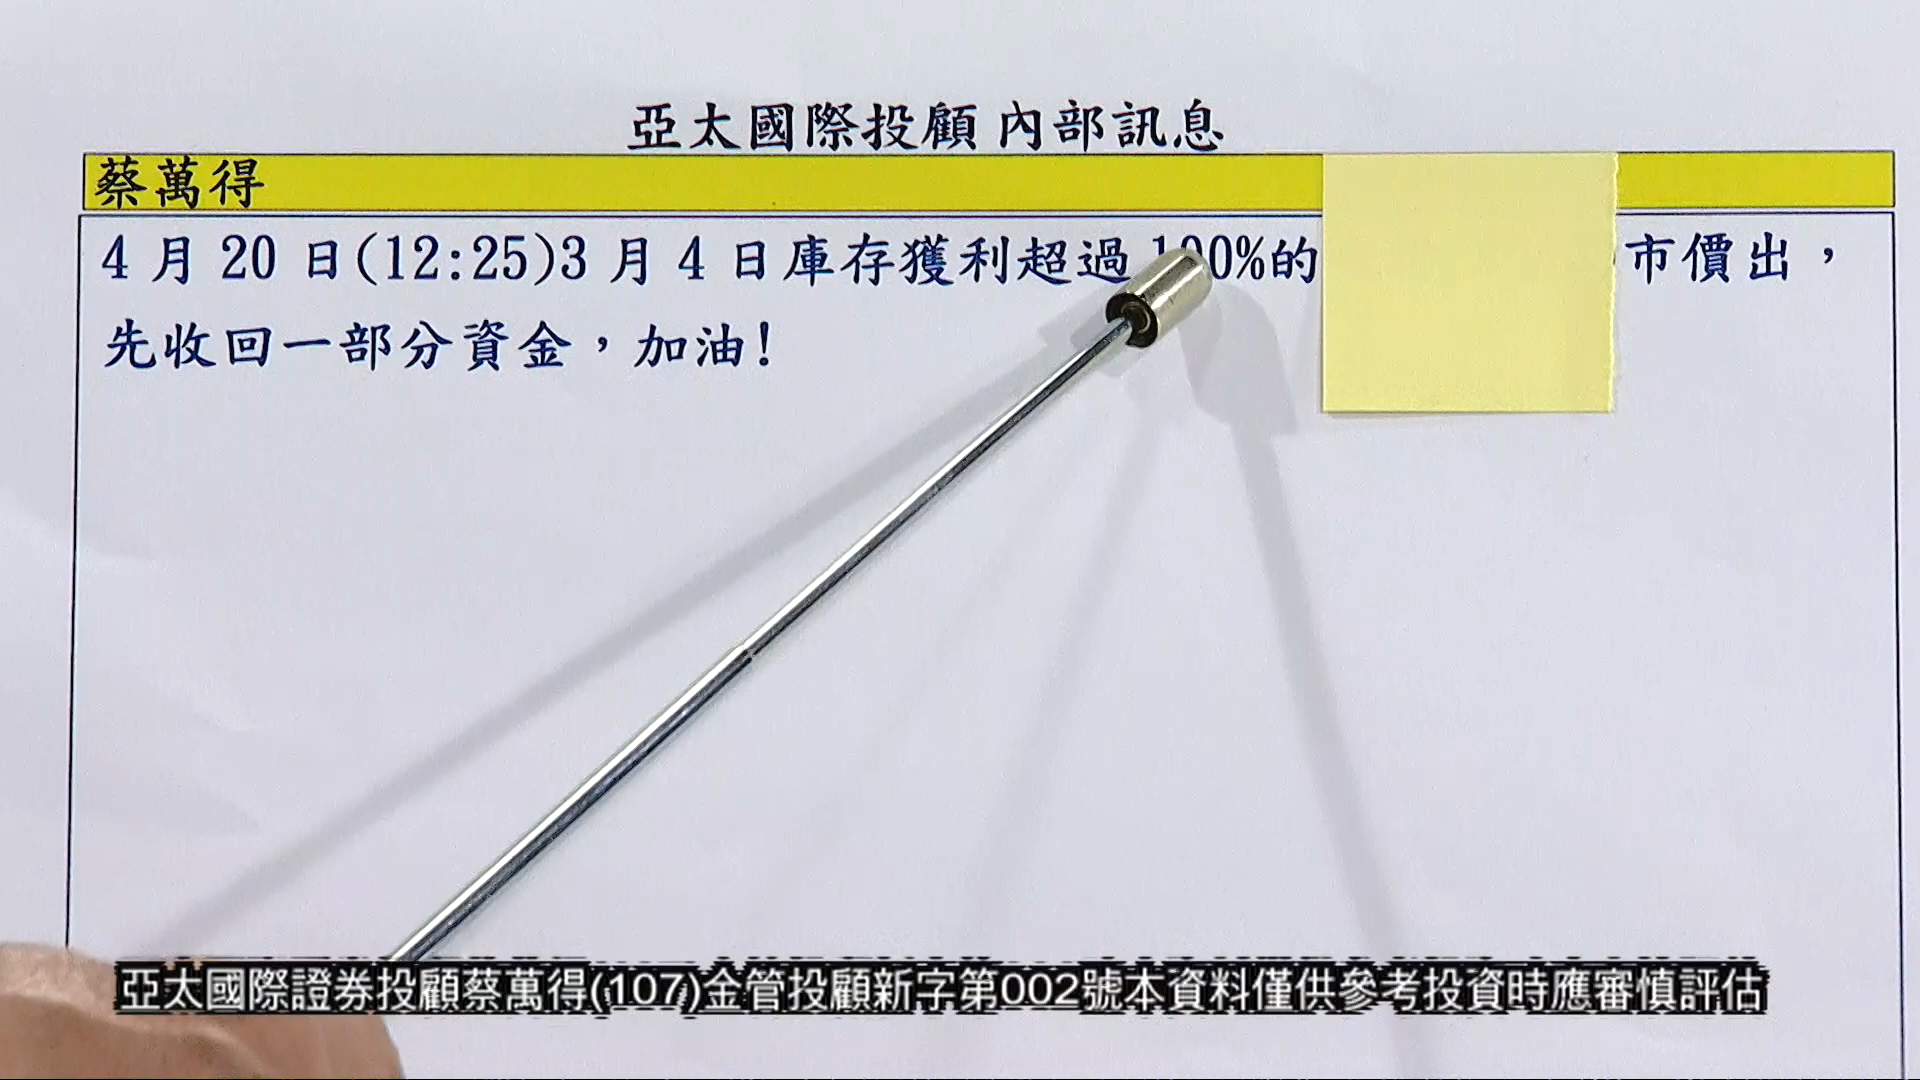 亞太國際投顧 內部訊息
蔡萬得
4 月 20 日(12:25)3 月 4 日庫存獲利超過 100%的 市價出，
先收回一部分資金，加油!
亞太國際證券投顧蔡萬得(107)金管投顧新字第002號本資料僅供參考投資時應審慎評估